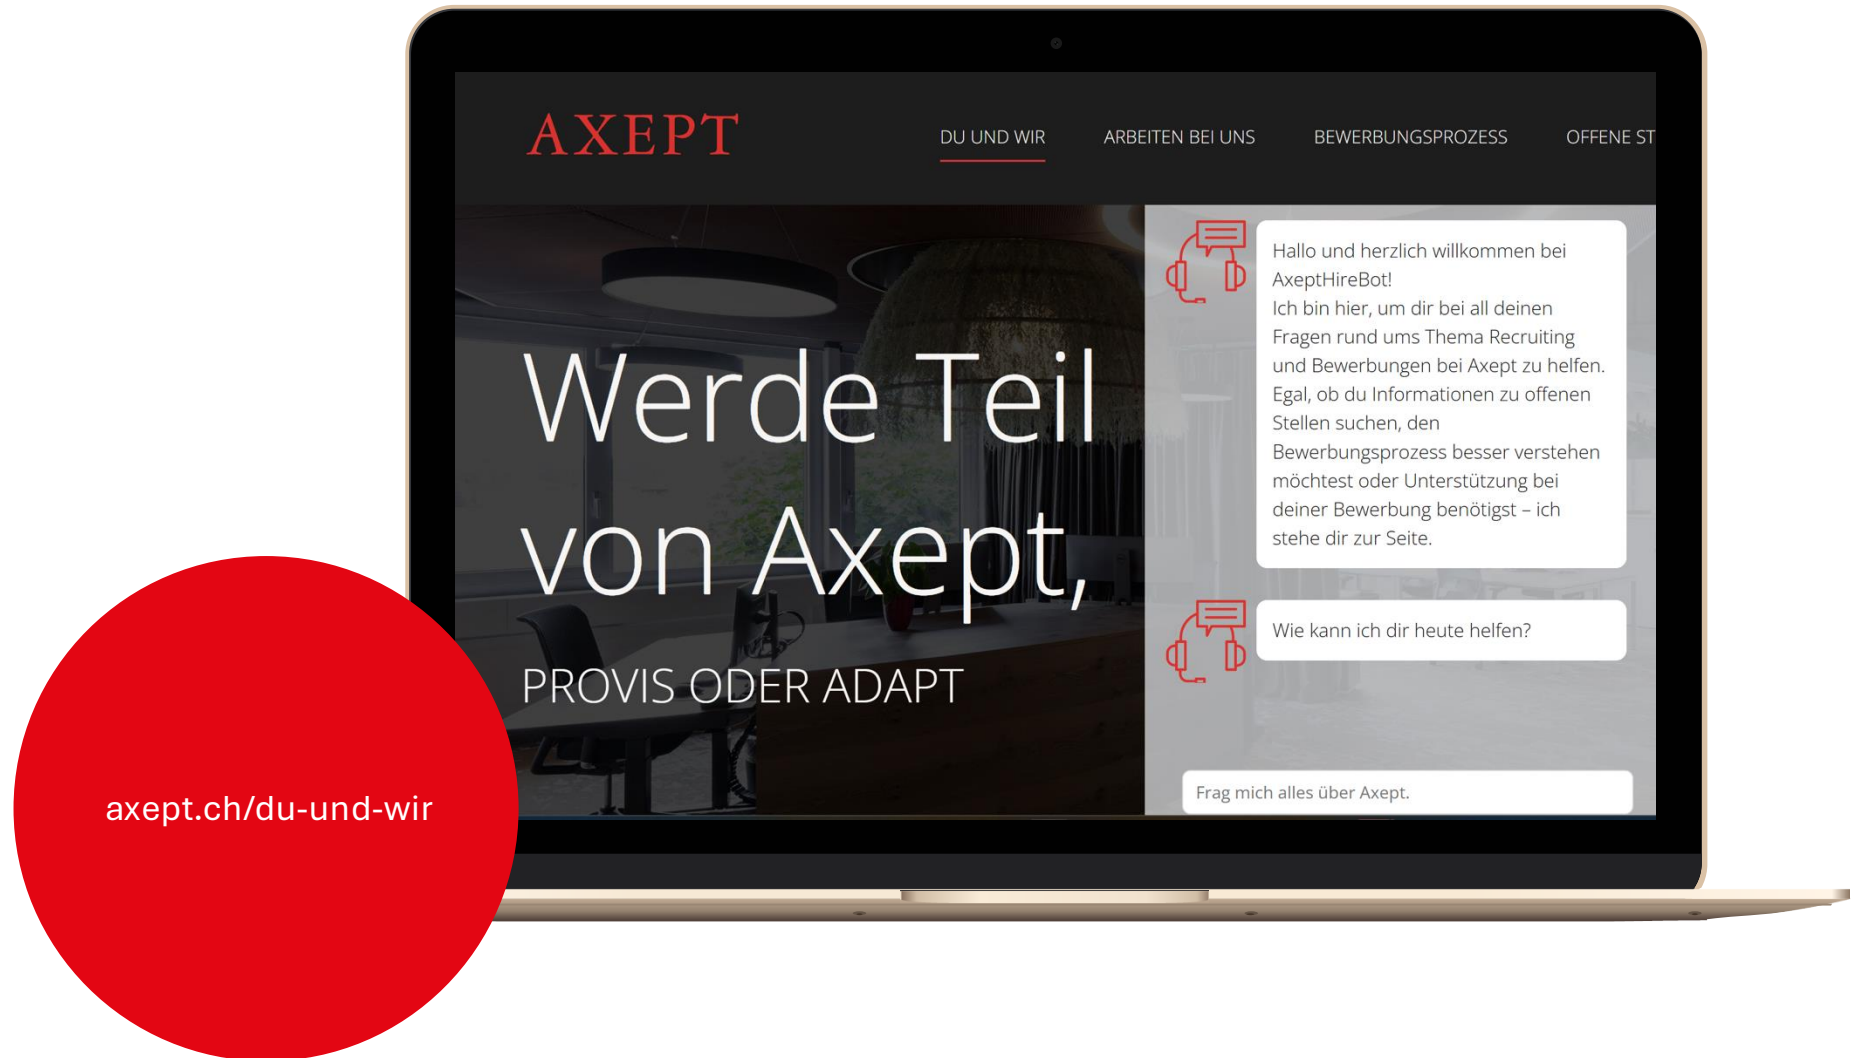 AXEPT
DU UND WIR
ARBEITEN BEI UNS
BEWERBUNGSPROZESS
OFFENE ST
Werde Teil
von Axept,
PROVIS ODER ADAPT
Hallo und herzlich willkommen bei
AxeptHireBot!
Ich bin hier, um dir bei all deinen
Fragen rund ums Thema Recruiting
und Bewerbungen bei Axept zu helfen.
Egal, ob du Informationen zu offenen
Stellen suchen, den
Bewerbungsprozess besser verstehen
möchtest oder Unterstützung bei
deiner Bewerbung benötigst – ich
stehe dir zur Seite.
Wie kann ich dir heute helfen?
Frag mich alles über Axept.
axept.ch/du-und-wir